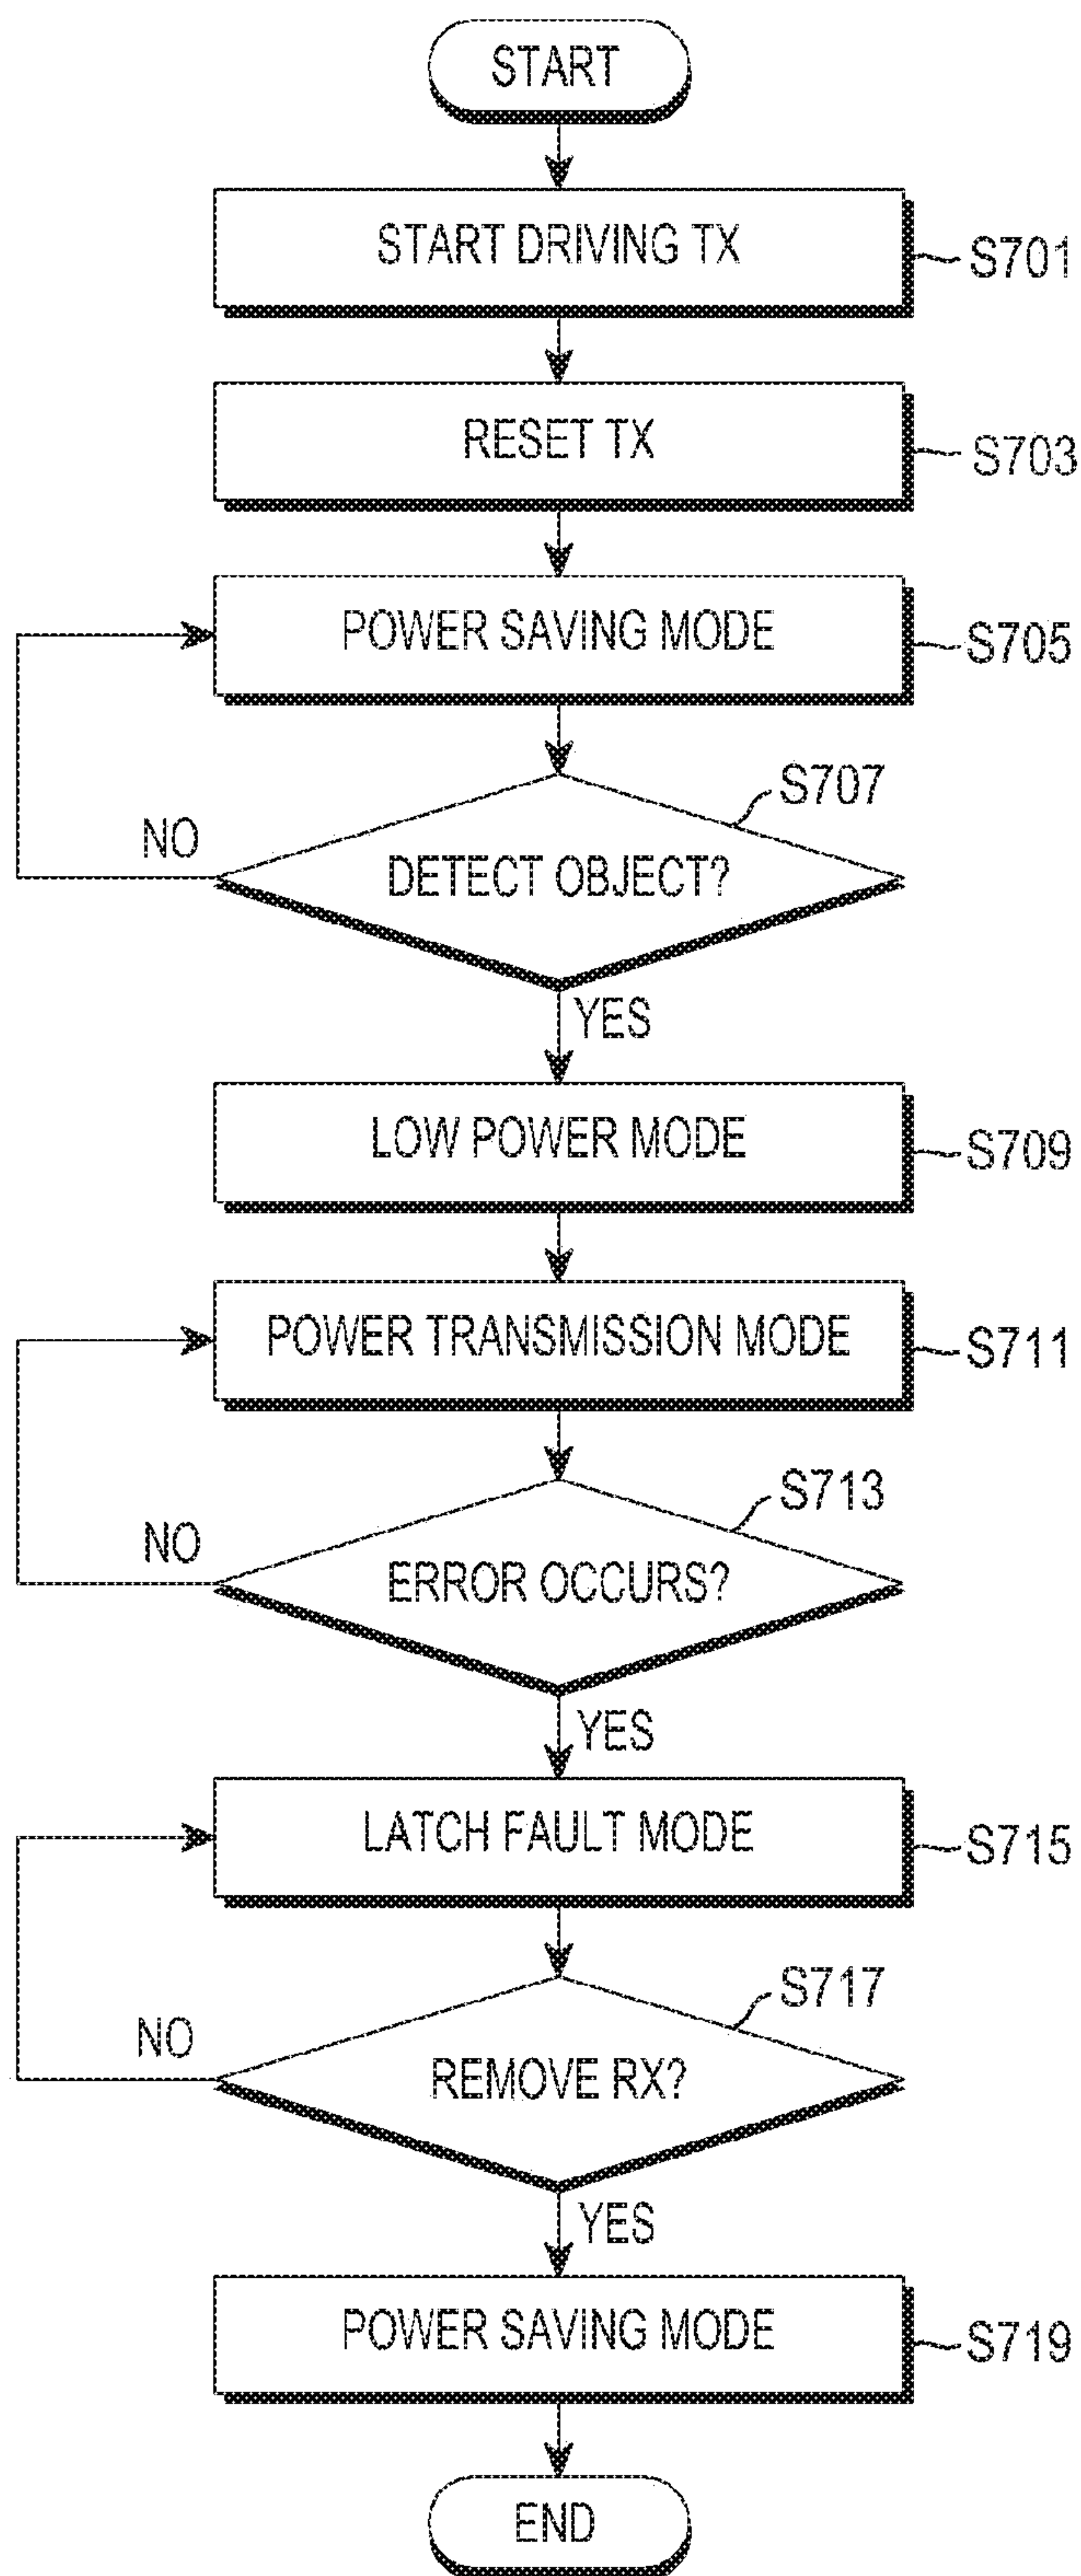 START
START DRIVING TX
S701
RESET TX
S703
POWER SAVING MODE
S705
S707
NO
DETECT OBJECT?
YES
LOW POWER MODE
S709
POWER TRANSMISSION MODE
S711
S713
NO
ERROR OCCURS?
YES
LATCH FAULT MODE
S715
S717
NO
REMOVE RX?
YES
POWER SAVING MODE
S719
END